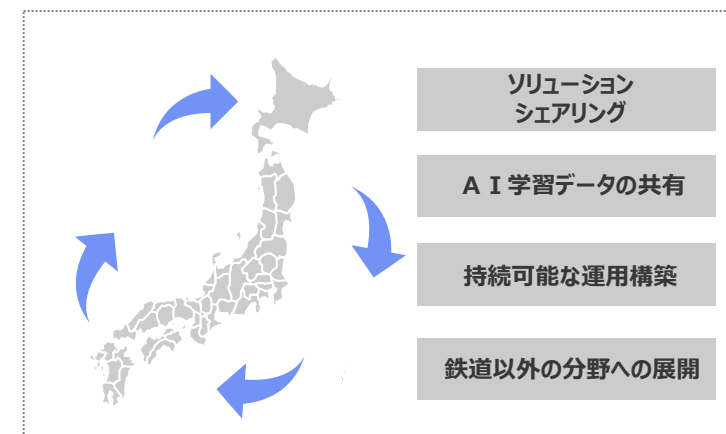 ソリューション
シェアリング
ＡＩ学習データの共有
持続可能な運用構築
鉄道以外の分野への展開